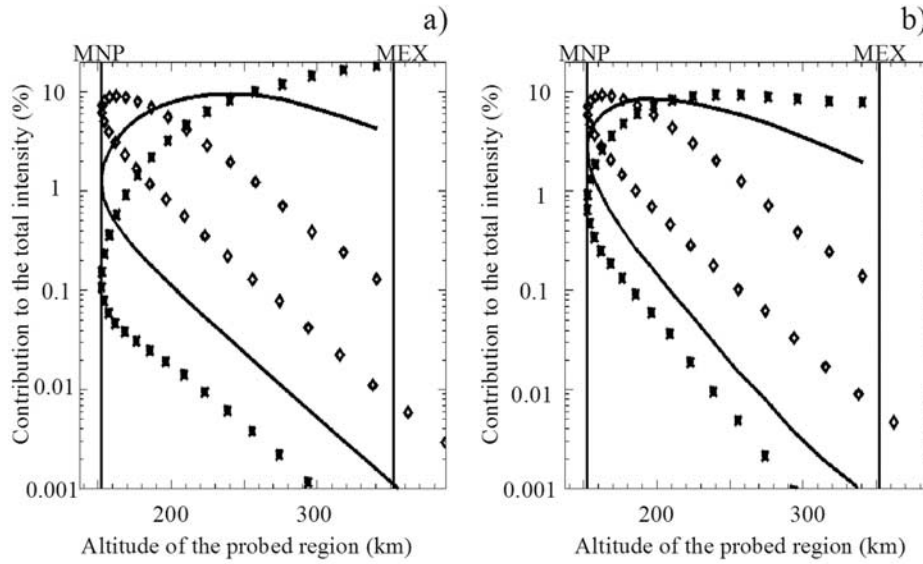 a)
MNP MEX
10
1
0.1
0.01
0.001
Contribution to the total intensity (%)
200 300
Altitude of the probed region (km)
b)
MNP MEX
10
1
0.1
0.01
0.001
Contribution to the total intensity (%)
200 300
Altitude of the probed region (km)